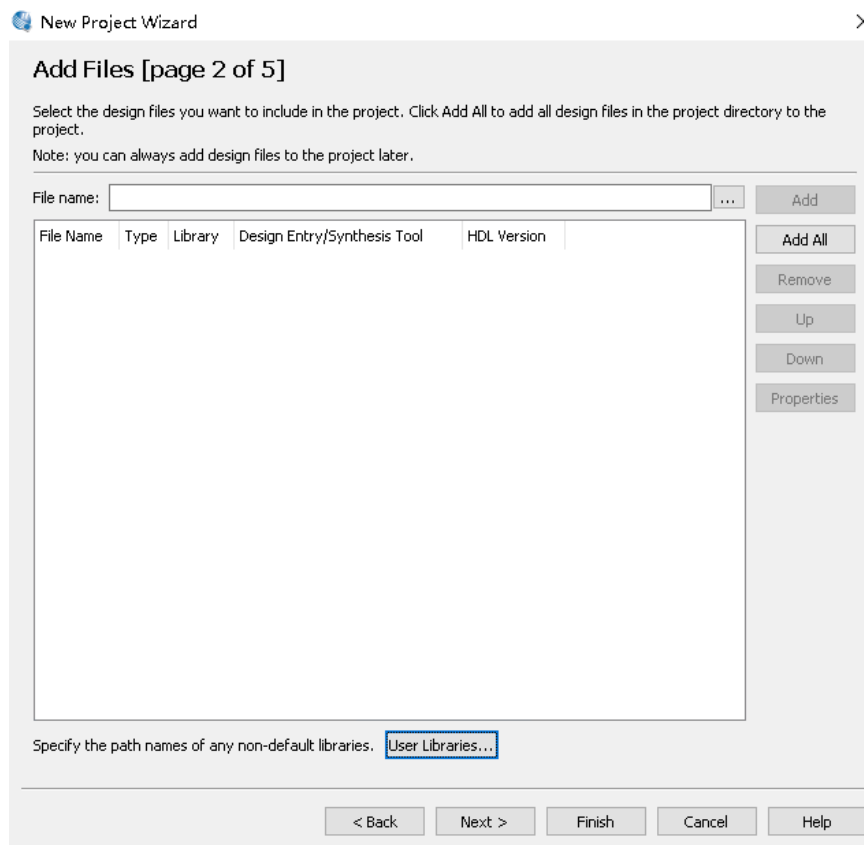 New Project Wizard
Add Files [page 2 of 5]
Select the design files you want to include in the project. Click Add All to add all design files in the project directory to the
project.
Note: you can always add design files to the project later.
File name: ... Add
File Name Type Library Design Entry/Synthesis Tool HDL Version
Add All
Remove
Up
Down
Properties
Specify the path names of any non-default libraries. User Libraries...
< Back Next > Finish Cancel Help